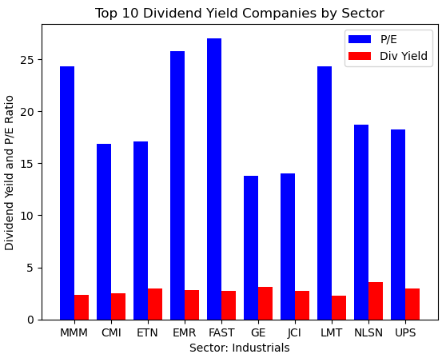 Top 10 Dividend Yield Companies by Sector
P/E
Div Yield
Dividend Yeild and P/E Ratio
25
20
15
10
5
0
MMM CMI ETN EMR FAST GE JCI LMT NLSN UPS
Sector: Industrials